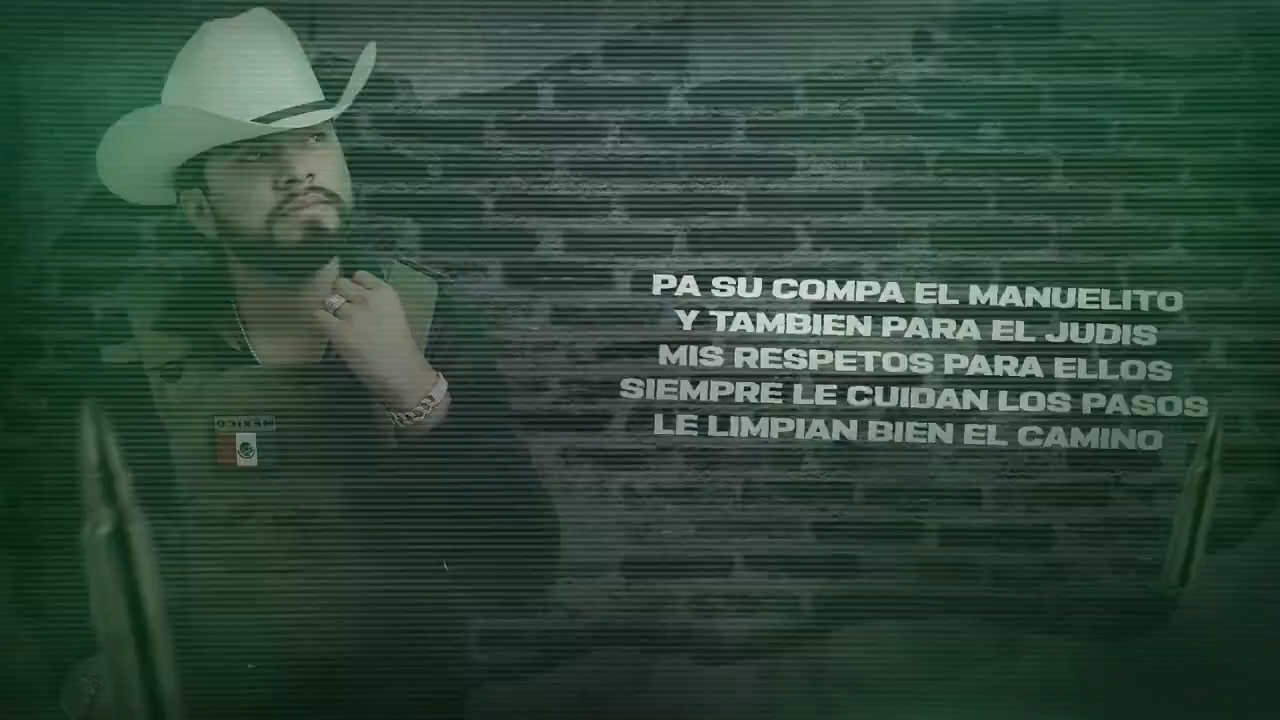 PA SU COMPA EL MANUELITO
Y TAMBIEN PARA EL JUDIS
MIS RESPETOS PARA ELLOS
SIEMPRE LE CUIDAN LOS PASOS
LE LIMPIAN BIEN EL CAMINO
MEXICO